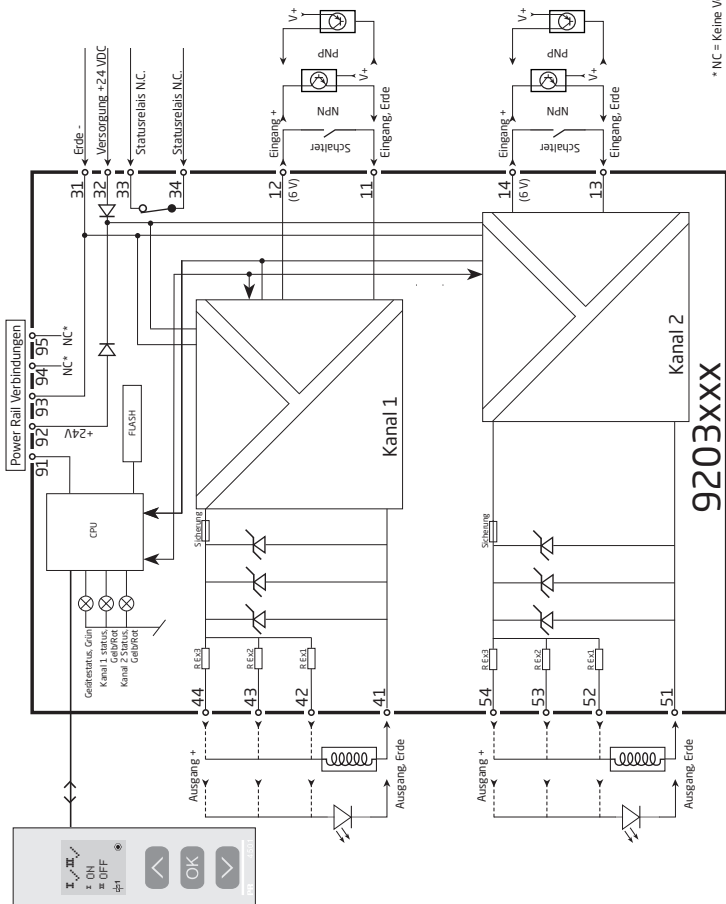 Power Rail Verbindungen
91
92
93
94
95
+24V
NC*
NC*
CPU
FLASH
Gerätestatus, Grün
Kanal 1 status,
Gelb/Rot
Kanal 2 Status,
Gelb/Rot
I ON
II OFF
OK
PR
4501
31
32
33
34
Erde -
Versorgung +24 VDC
Statusrelais N.C.
Statusrelais N.C.
12
(6 V)
11
Eingang +
Schalter
Eingang, Erde
NPN
V+
PNP
V+
14
(6 V)
13
Eingang +
Schalter
Eingang, Erde
NPN
V+
PNP
V+
Kanal 1
Sicherung
R Ex3
R Ex2
R Ex1
44
43
42
41
Ausgang +
Ausgang, Erde
Kanal 2
Sicherung
R Ex3
R Ex2
R Ex1
54
53
52
51
Ausgang +
Ausgang, Erde
9203xxx
* NC = Keine